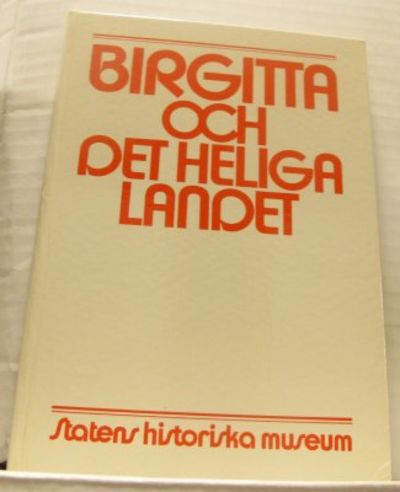 BIRGITTA
OCH
DET HELIGA
LANDET
Statens historiska museum